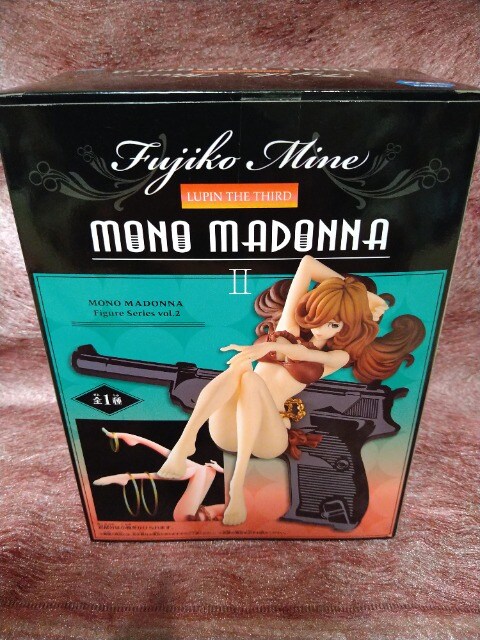 Fujiko Mine
LUPIN THE THIRD
MONO MADONNA
II
MONO MADONNA
Figure Series vol.2
全1種